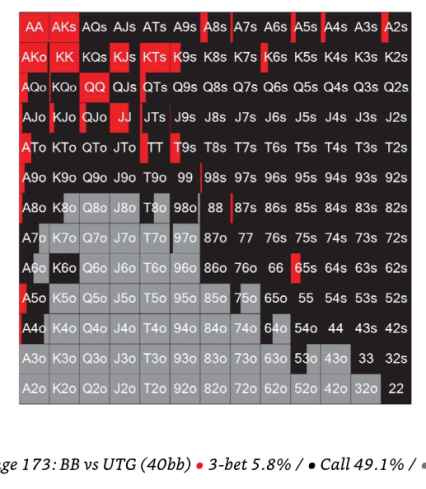 AA AKs AQs AJs ATs A9s A8s A7s A6s A5s A4s A3s A2s
AKo KK KQs KJs KTs K9s K8s K7s K6s K5s K4s K3s K2s
AQo KQo QQ QJs QTs Q9s Q8s Q7s Q6s Q5s Q4s Q3s Q2s
AJo KJo QJo JJ JTs J9s J8s J7s J6s J5s J4s J3s J2s
ATo KTo QTo JTo TT T9s T8s T7s T6s T5s T4s T3s T2s
A9o K9o Q9o J9o T9o 99 98s 97s 96s 95s 94s 93s 92s
A8o K8o Q8o J8o T8o 98o 88 87s 86s 85s 84s 83s 82s
A7o K7o Q7o J7o T7o 97o 87o 77 76s 75s 74s 73s 72s
A6o K6o Q6o J6o T6o 96o 86o 76o 66 65s 64s 63s 62s
A5o K5o Q5o J5o T5o 95o 85o 75o 65o 55 54s 53s 52s
A4o K4o Q4o J4o T4o 94o 84o 74o 64o 54o 44 43s 42s
A3o K3o Q3o J3o T3o 93o 83o 73o 63o 53o 43o 33 32s
A2o K2o Q2o J2o T2o 92o 82o 72o 62o 52o 42o 32o 22
ge 173: BB vs UTG (40bb) • 3-bet 5.8% / • Call 49.1% / •